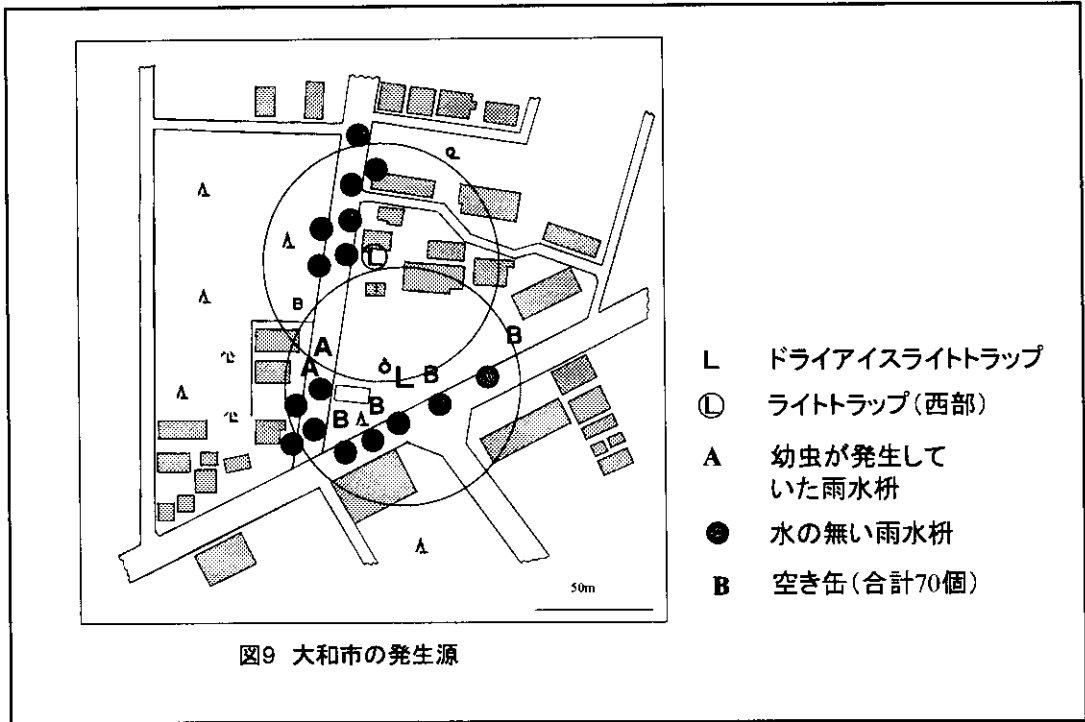 B
A
A
L
B
B
B
B
L
50m
L ドライアイスライトトラップ
Ⓛ ライトトラップ(西部)
A 幼虫が発生して
いた雨水枡
● 水の無い雨水枡
B 空き缶(合計70個)
図9 大和市の発生源